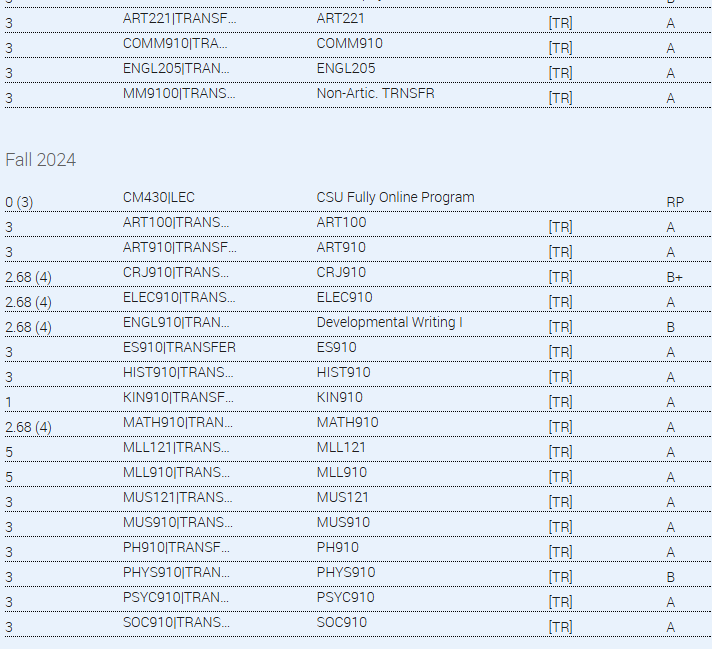 3 ART221|TRANSF... ART221 [TR] A
3 COMM910|TRA... COMM910 [TR] A
3 ENGL205|TRAN... ENGL205 [TR] A
3 MM9100|TRANS... Non-Artic. TRNSFR [TR] A
Fall 2024
0 (3) CM430|LEC CSU Fully Online Program RP
3 ART100|TRANS... ART100 [TR] A
3 ART910|TRANSF... ART910 [TR] A
2.68 (4) CRJ910|TRANS... CRJ910 [TR] B+
2.68 (4) ELEC910|TRANS... ELEC910 [TR] A
2.68 (4) ENGL910|TRAN... Developmental Writing I [TR] B
3 ES910|TRANSFER ES910 [TR] A
3 HIST910|TRANS... HIST910 [TR] A
1 KIN910|TRANSF... KIN910 [TR] A
2.68 (4) MATH910|TRAN... MATH910 [TR] A
5 MLL121|TRANS... MLL121 [TR] A
5 MLL910|TRANS... MLL910 [TR] A
3 MUS121|TRANS... MUS121 [TR] A
3 MUS910|TRANS... MUS910 [TR] A
3 PH910|TRANSF... PH910 [TR] A
3 PHYS910|TRAN... PHYS910 [TR] B
3 PSYC910|TRAN... PSYC910 [TR] A
3 SOC910|TRANS... SOC910 [TR] A